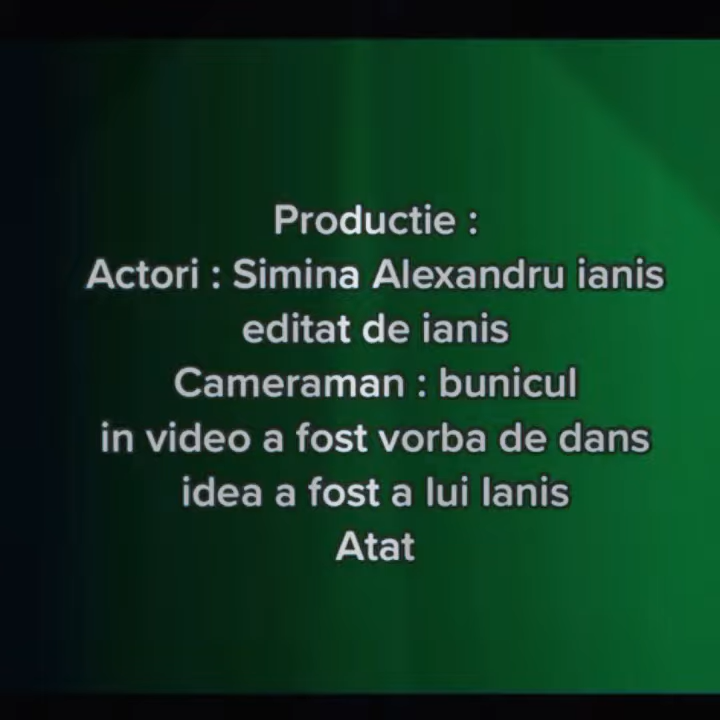 Productie :
Actori : Simina Alexandru ianis
editat de ianis
Cameraman : bunicul
in video a fost vorba de dans
idea a fost a lui Ianis
Atat